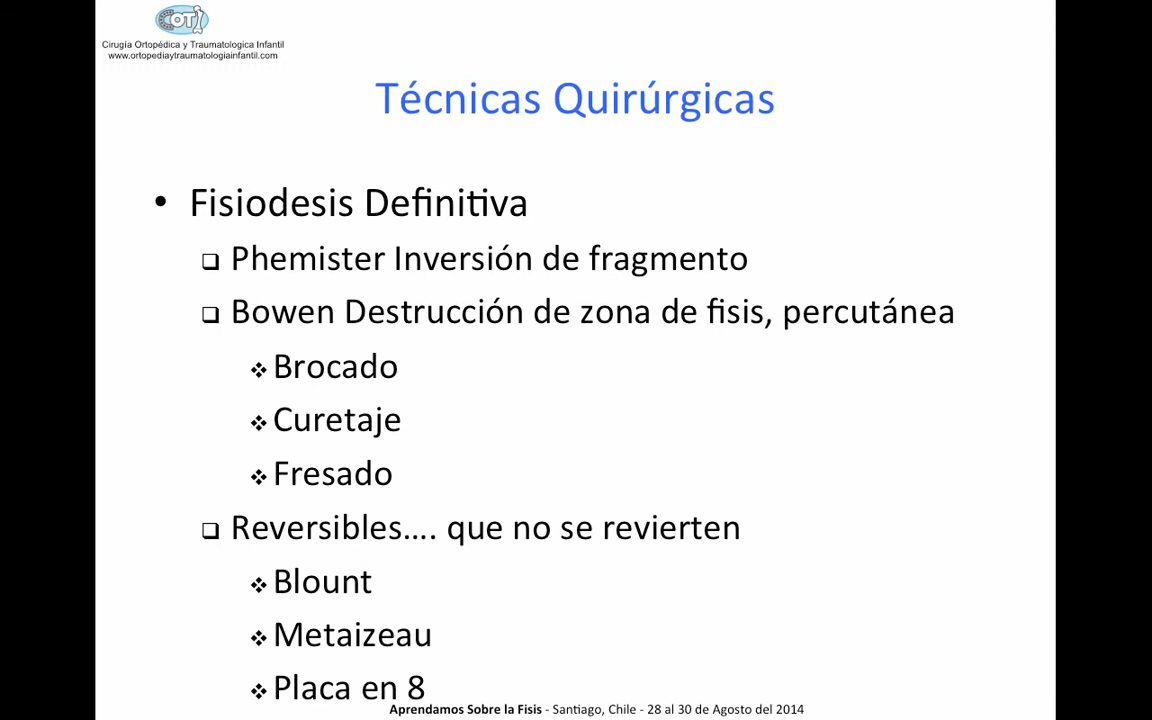 COT
Cirugía Ortopédica y Traumatologica Infantil
www.ortopediaytraumatologiainfantil.com
Técnicas Quirúrgicas
• Fisiodesis Definitiva
❑ Phemister Inversión de fragmento
❑ Bowen Destrucción de zona de fisis, percutánea
❖ Brocado
❖ Curetaje
❖ Fresado
❑ Reversibles.... que no se revierten
❖ Blount
❖ Metaizeau
❖ Placa en 8
Aprendamos Sobre la Fisis - Santiago, Chile - 28 al 30 de Agosto del 2014